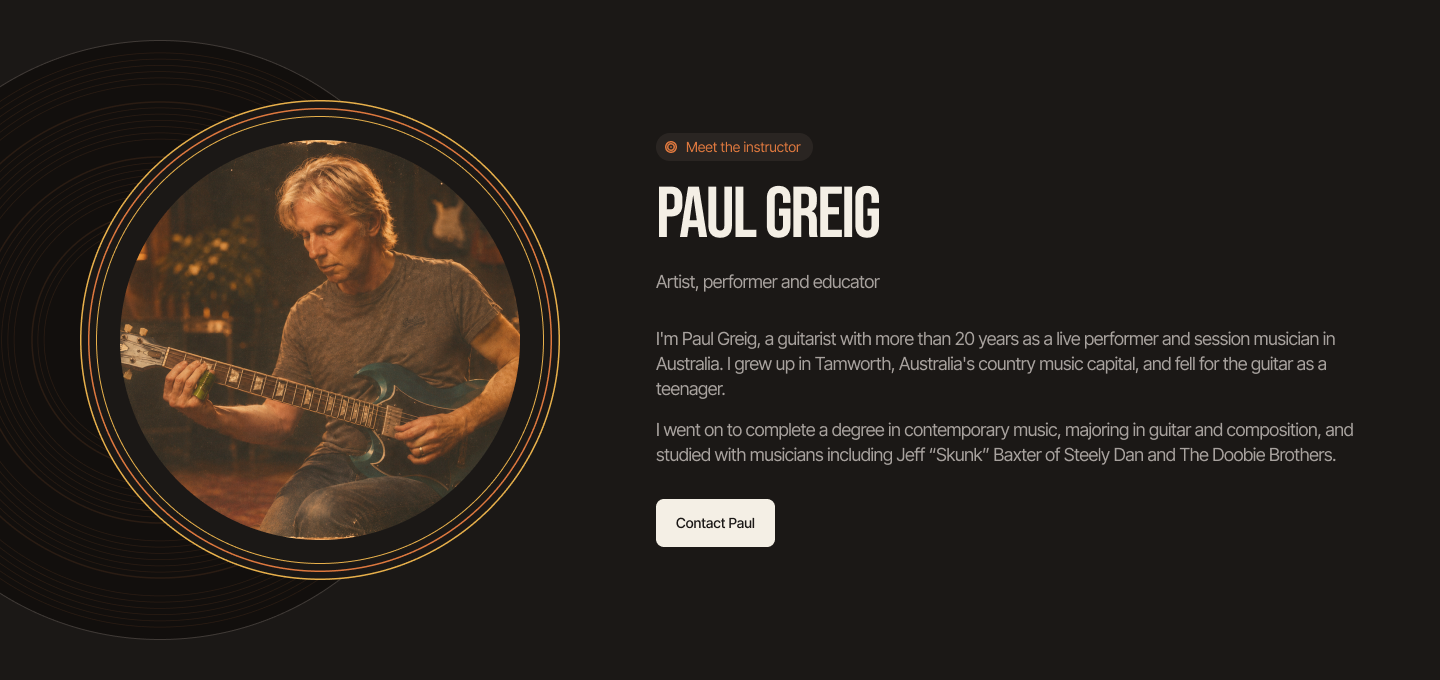 Meet the instructor
PAUL GREIG
Artist, performer and educator
I'm Paul Greig, a guitarist with more than 20 years as a live performer and session musician in
Australia. I grew up in Tamworth, Australia's country music capital, and fell for the guitar as a
teenager.
I went on to complete a degree in contemporary music, majoring in guitar and composition, and
studied with musicians including Jeff “Skunk” Baxter of Steely Dan and The Doobie Brothers.
Contact Paul